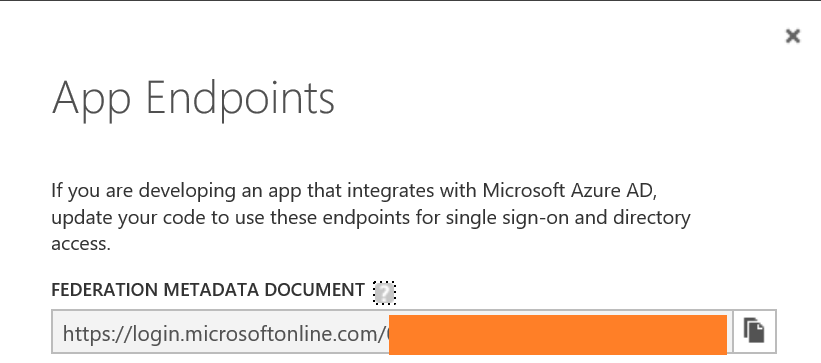 App Endpoints
If you are developing an app that integrates with Microsoft Azure AD,
update your code to use these endpoints for single sign-on and directory
access.
FEDERATION METADATA DOCUMENT ?
https://login.microsoftonline.com/